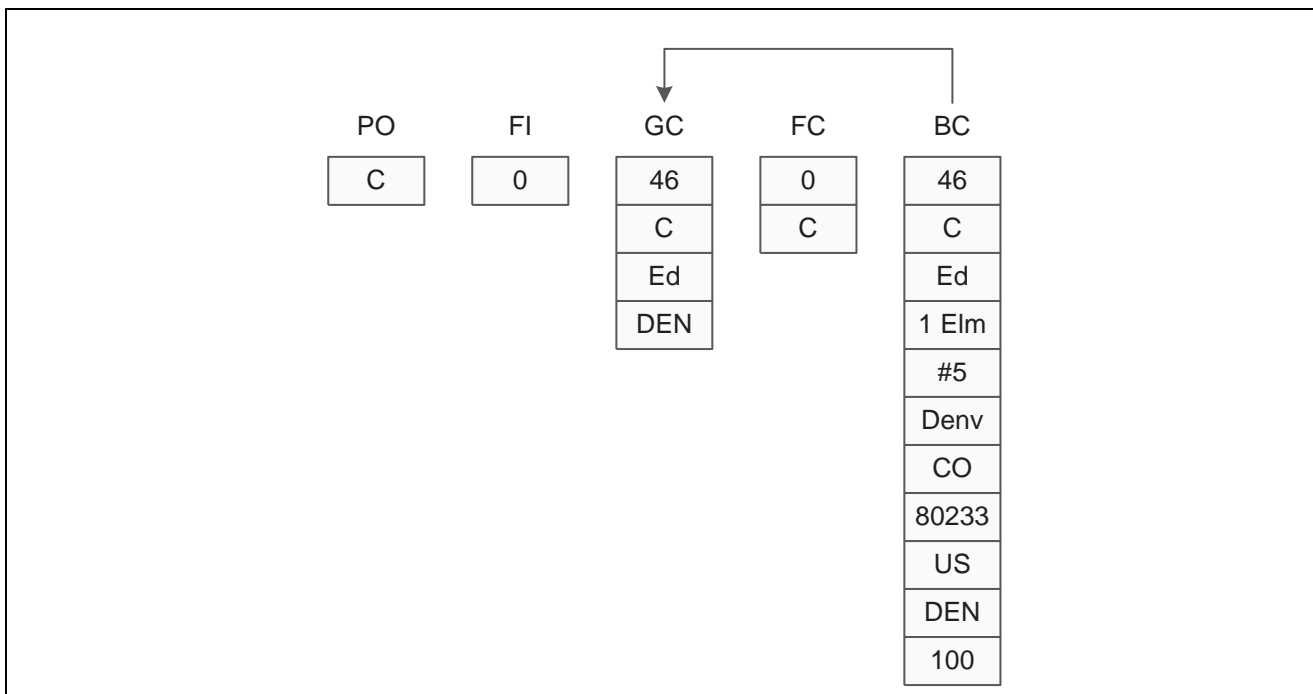 PO FI GC FC BC
C 0 46 0 46
C C C
Ed Ed
DEN 1 Elm
#5
Denv
CO
80233
US
DEN
100